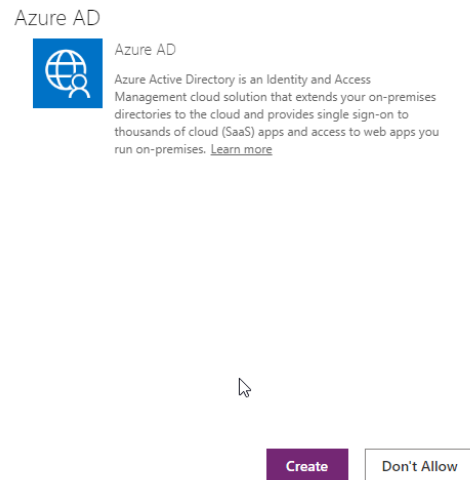 Azure AD
Azure AD
Azure Active Directory is an Identity and Access
Management cloud solution that extends your on-premises
directories to the cloud and provides single sign-on to
thousands of cloud (SaaS) apps and access to web apps you
run on-premises. Learn more
Create
Don't Allow